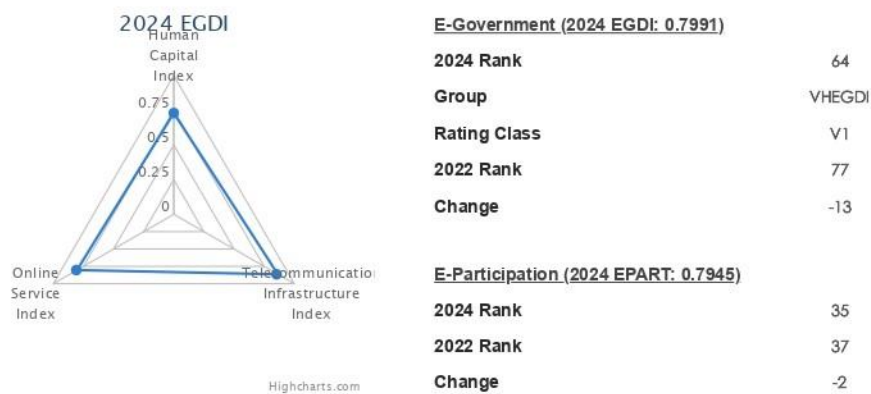 2024 EGDI
Human
Capital
Index
0.75
0.5
0.25
0
Online
Service
Index
Telecommunicatio
Infrastructure
Index
Highcharts.com
E-Government (2024 EGDI: 0.7991)
2024 Rank 64
Group VHEGDI
Rating Class V1
2022 Rank 77
Change -13
E-Participation (2024 EPART: 0.7945)
2024 Rank 35
2022 Rank 37
Change -2